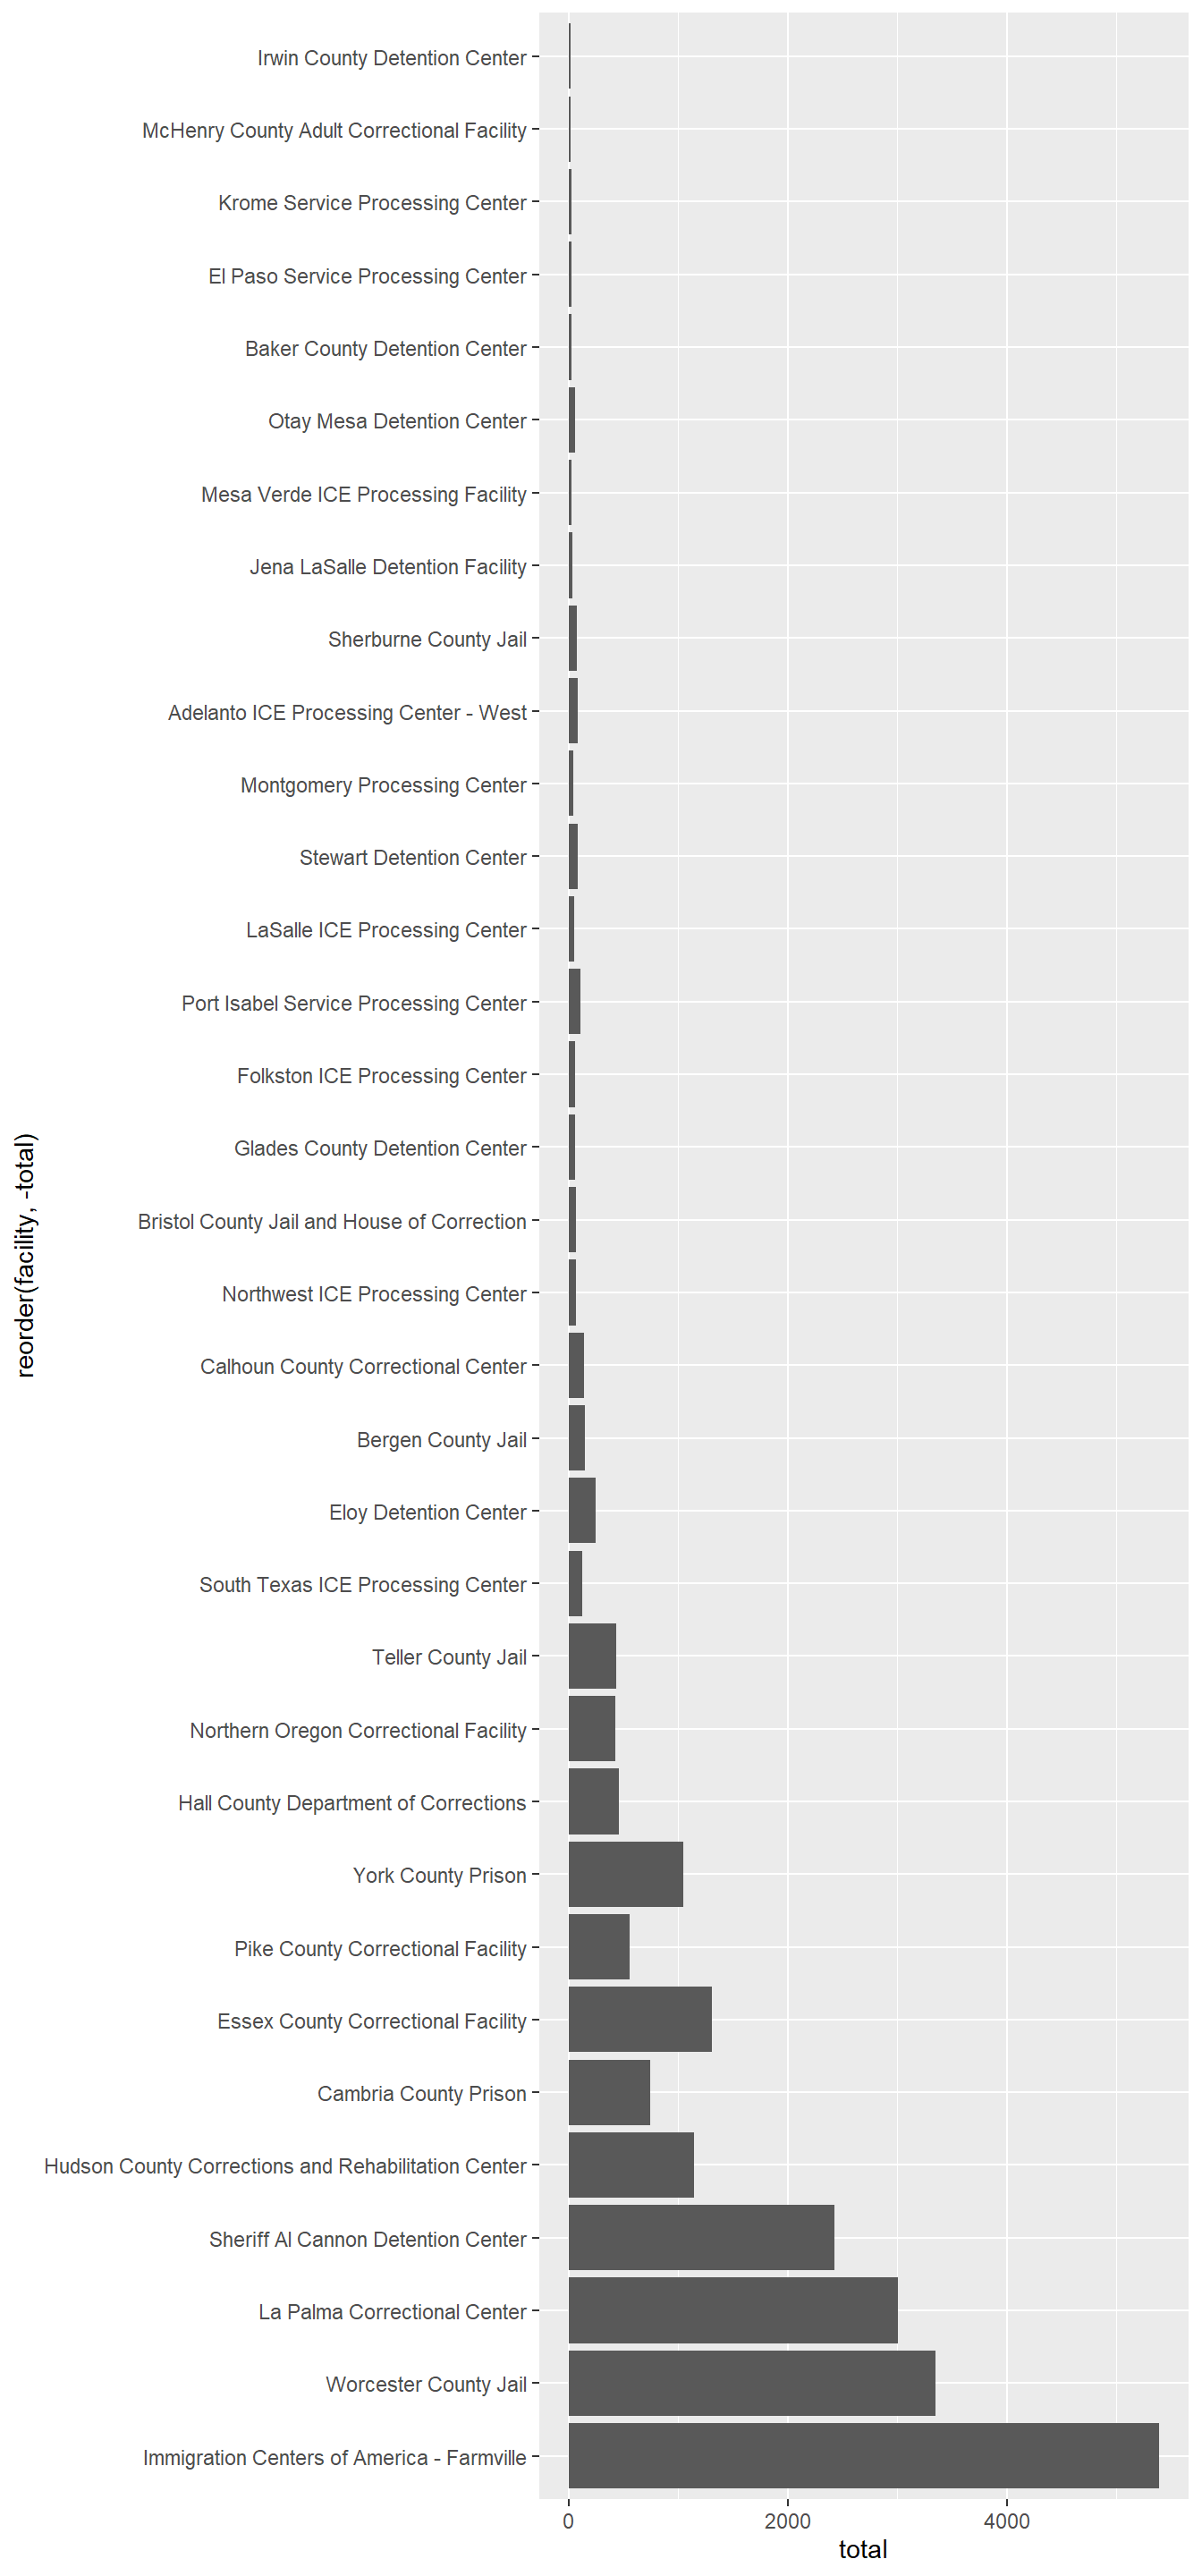 Irwin County Detention Center
McHenry County Adult Correctional Facility
Krome Service Processing Center
El Paso Service Processing Center
Baker County Detention Center
Otay Mesa Detention Center
Mesa Verde ICE Processing Facility
Jena LaSalle Detention Facility
Sherburne County Jail
Adelanto ICE Processing Center - West
Montgomery Processing Center
Stewart Detention Center
LaSalle ICE Processing Center
Port Isabel Service Processing Center
Folkston ICE Processing Center
Glades County Detention Center
Bristol County Jail and House of Correction
Northwest ICE Processing Center
Calhoun County Correctional Center
Bergen County Jail
Eloy Detention Center
South Texas ICE Processing Center
Teller County Jail
Northern Oregon Correctional Facility
Hall County Department of Corrections
York County Prison
Pike County Correctional Facility
Essex County Correctional Facility
Cambria County Prison
Hudson County Corrections and Rehabilitation Center
Sheriff Al Cannon Detention Center
La Palma Correctional Center
Worcester County Jail
Immigration Centers of America - Farmville
reorder(facility, -total)
0 2000 4000
total